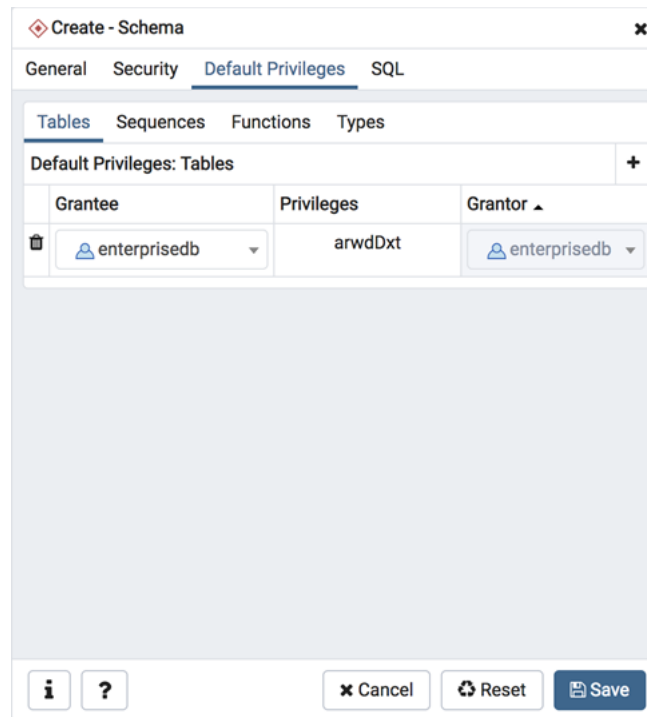 Create - Schema
General Security Default Privileges SQL
Tables Sequences Functions Types
Default Privileges: Tables
Grantee Privileges Grantor
enterprisedb arwdDxt enterprisedb
i ? Cancel Reset Save